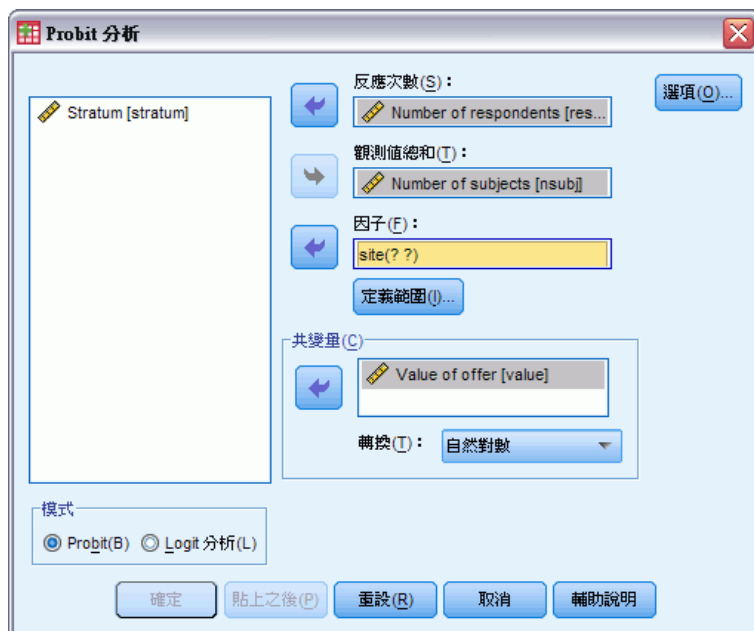 Probit 分析
Stratum [stratum]
反應次數(S)：
Number of respondents [res...
選項(O)...
觀測值總和(T)：
Number of subjects [nsubj]
因子(F)：
site(? ?)
定義範圍(I)...
共變量(C)
Value of offer [value]
轉換(T)：
自然對數
模式
Probit(B)
Logit 分析(L)
確定
貼上之後(P)
重設(R)
取消
輔助說明